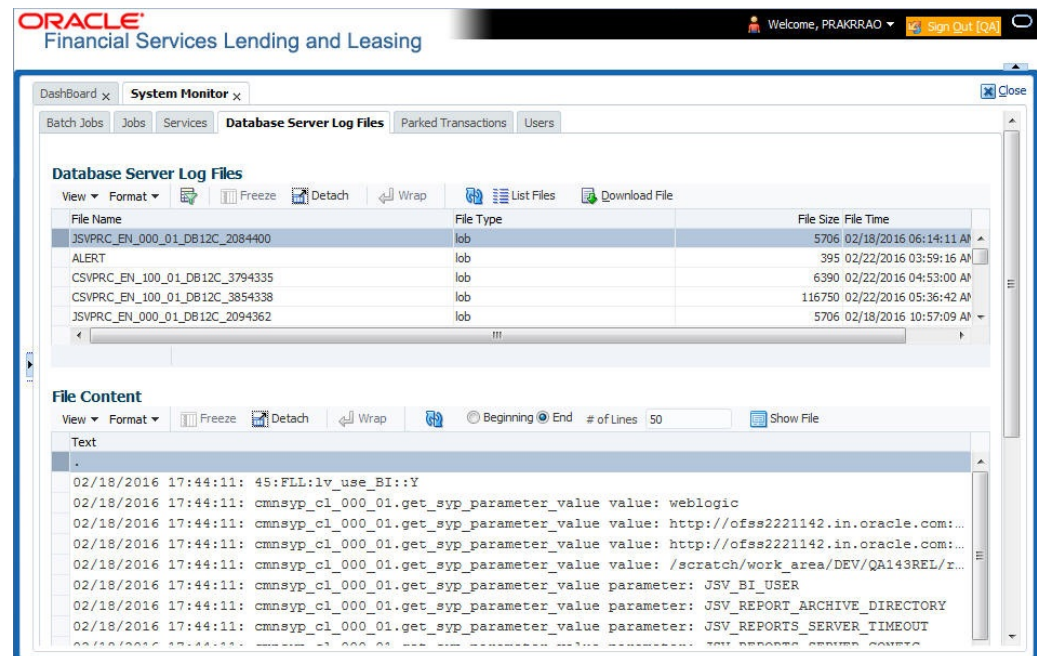 ORACLE
Welcome, PRAKRRAO
Sign Out [QA]
Financial Services Lending and Leasing
DashBoard x
System Monitor x
Close
Batch Jobs
Jobs
Services
Database Server Log Files
Parked Transactions
Users
Database Server Log Files
View Format Freeze Detach Wrap List Files Download File
File Name File Type File Size File Time
JSVPRC_EN_000_01_DB12C_2084400 lob 5706 02/18/2016 06:14:11 AM
ALERT lob 395 02/22/2016 03:59:16 AM
CSVPRC_EN_100_01_DB12C_3794335 lob 6390 02/22/2016 04:53:00 AM
CSVPRC_EN_100_01_DB12C_3854338 lob 116750 02/22/2016 05:36:42 AM
JSVPRC_EN_000_01_DB12C_2094362 lob 5706 02/18/2016 10:57:09 AM
File Content
View Format Freeze Detach Wrap Beginning End # of Lines 50 Show File
Text
.
02/18/2016 17:44:11: 45:FLL:lv_use_BI::Y
02/18/2016 17:44:11: cmnsyp_cl_000_01.get_syp_parameter_value value: weblogic
02/18/2016 17:44:11: cmnsyp_cl_000_01.get_syp_parameter_value value: http://ofss2221142.in.oracle.com:...
02/18/2016 17:44:11: cmnsyp_cl_000_01.get_syp_parameter_value value: http://ofss2221142.in.oracle.com:...
02/18/2016 17:44:11: cmnsyp_cl_000_01.get_syp_parameter_value value: /scratch/work_area/DEV/QA143REL/r...
02/18/2016 17:44:11: cmnsyp_cl_000_01.get_syp_parameter_value parameter: JSV_BI_USER
02/18/2016 17:44:11: cmnsyp_cl_000_01.get_syp_parameter_value parameter: JSV_REPORT_ARCHIVE_DIRECTORY
02/18/2016 17:44:11: cmnsyp_cl_000_01.get_syp_parameter_value parameter: JSV_REPORTS_SERVER_TIMEOUT